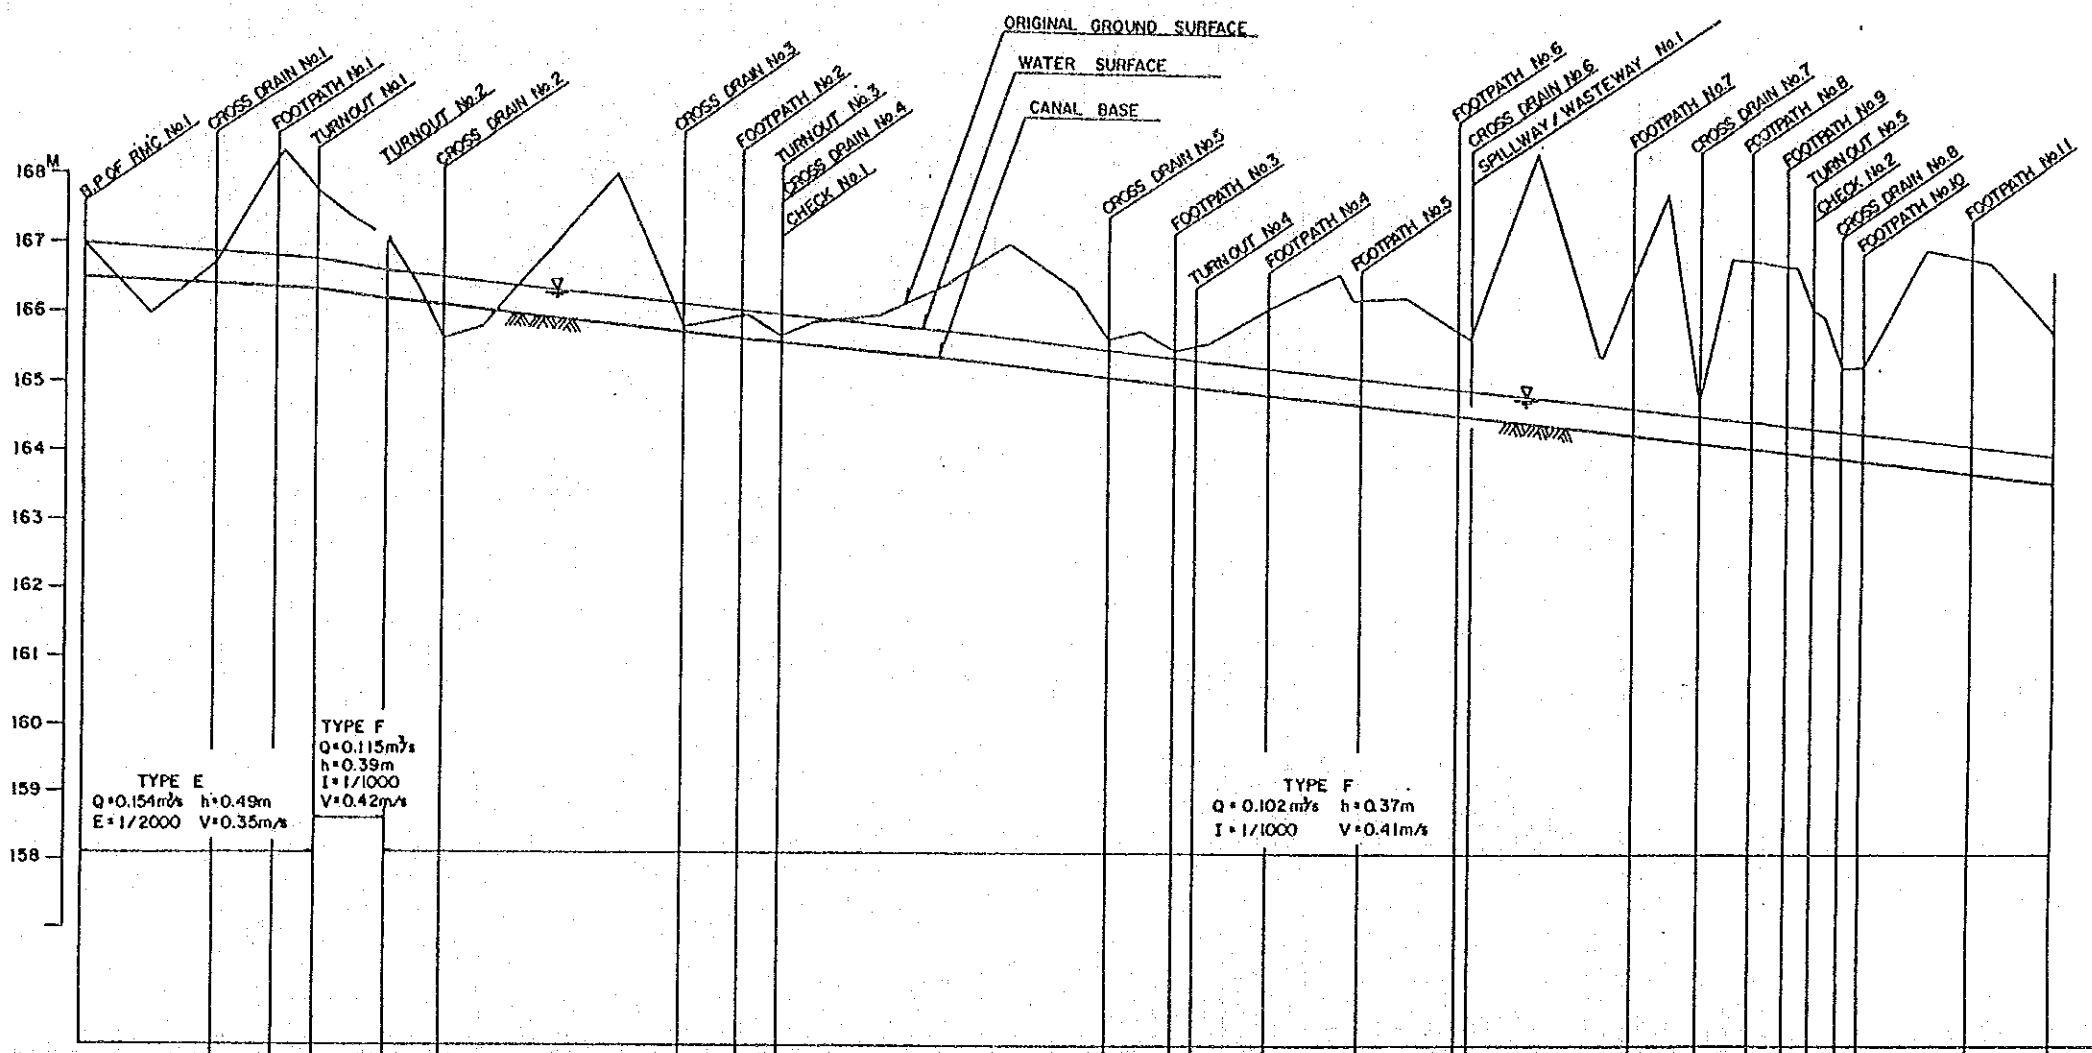 ORIGINAL GROUND SURFACE
WATER SURFACE
CANAL BASE
168M
167
166
165
164
163
162
161
160
159
158
B.P OF RMC No.1
CROSS DRAIN No.1
FOOTPATH No.1
TURNOUT No.1
TURNOUT No.2
CROSS DRAIN No.2
CROSS DRAIN No.3
FOOTPATH No.2
TURNOUT No.3
CROSS DRAIN No.4
CHECK No.1
CROSS DRAIN No.5
FOOTPATH No.3
TURNOUT No.4
FOOTPATH No.4
FOOTPATH No.5
FOOTPATH No.6
CROSS DRAIN No.6
SPILLWAY / WASTEWAY No.1
FOOTPATH No.7
CROSS DRAIN No.7
FOOTPATH No.8
FOOTPATH No.9
TURNOUT No.5
CHECK No.2
CROSS DRAIN No.8
FOOTPATH No.10
FOOTPATH No.11
TYPE E
Q=0.154m³/s h=0.49m
E=1/2000 V=0.35m/s
TYPE F
Q=0.115m³/s
h=0.39m
I=1/1000
V=0.42m/s
TYPE F
Q=0.102m³/s h=0.37m
I=1/1000 V=0.41m/s